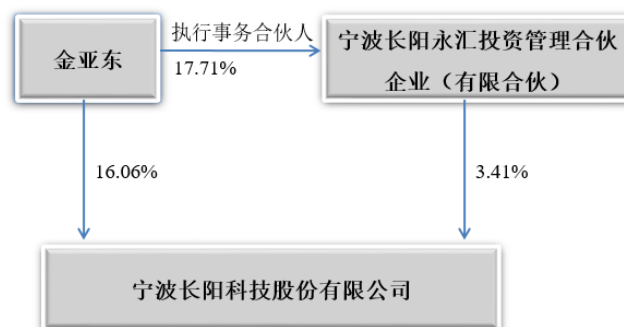 执行事务合伙人
金亚东
17.71%
宁波长阳永汇投资管理合伙
企业（有限合伙）
16.06%
3.41%
宁波长阳科技股份有限公司